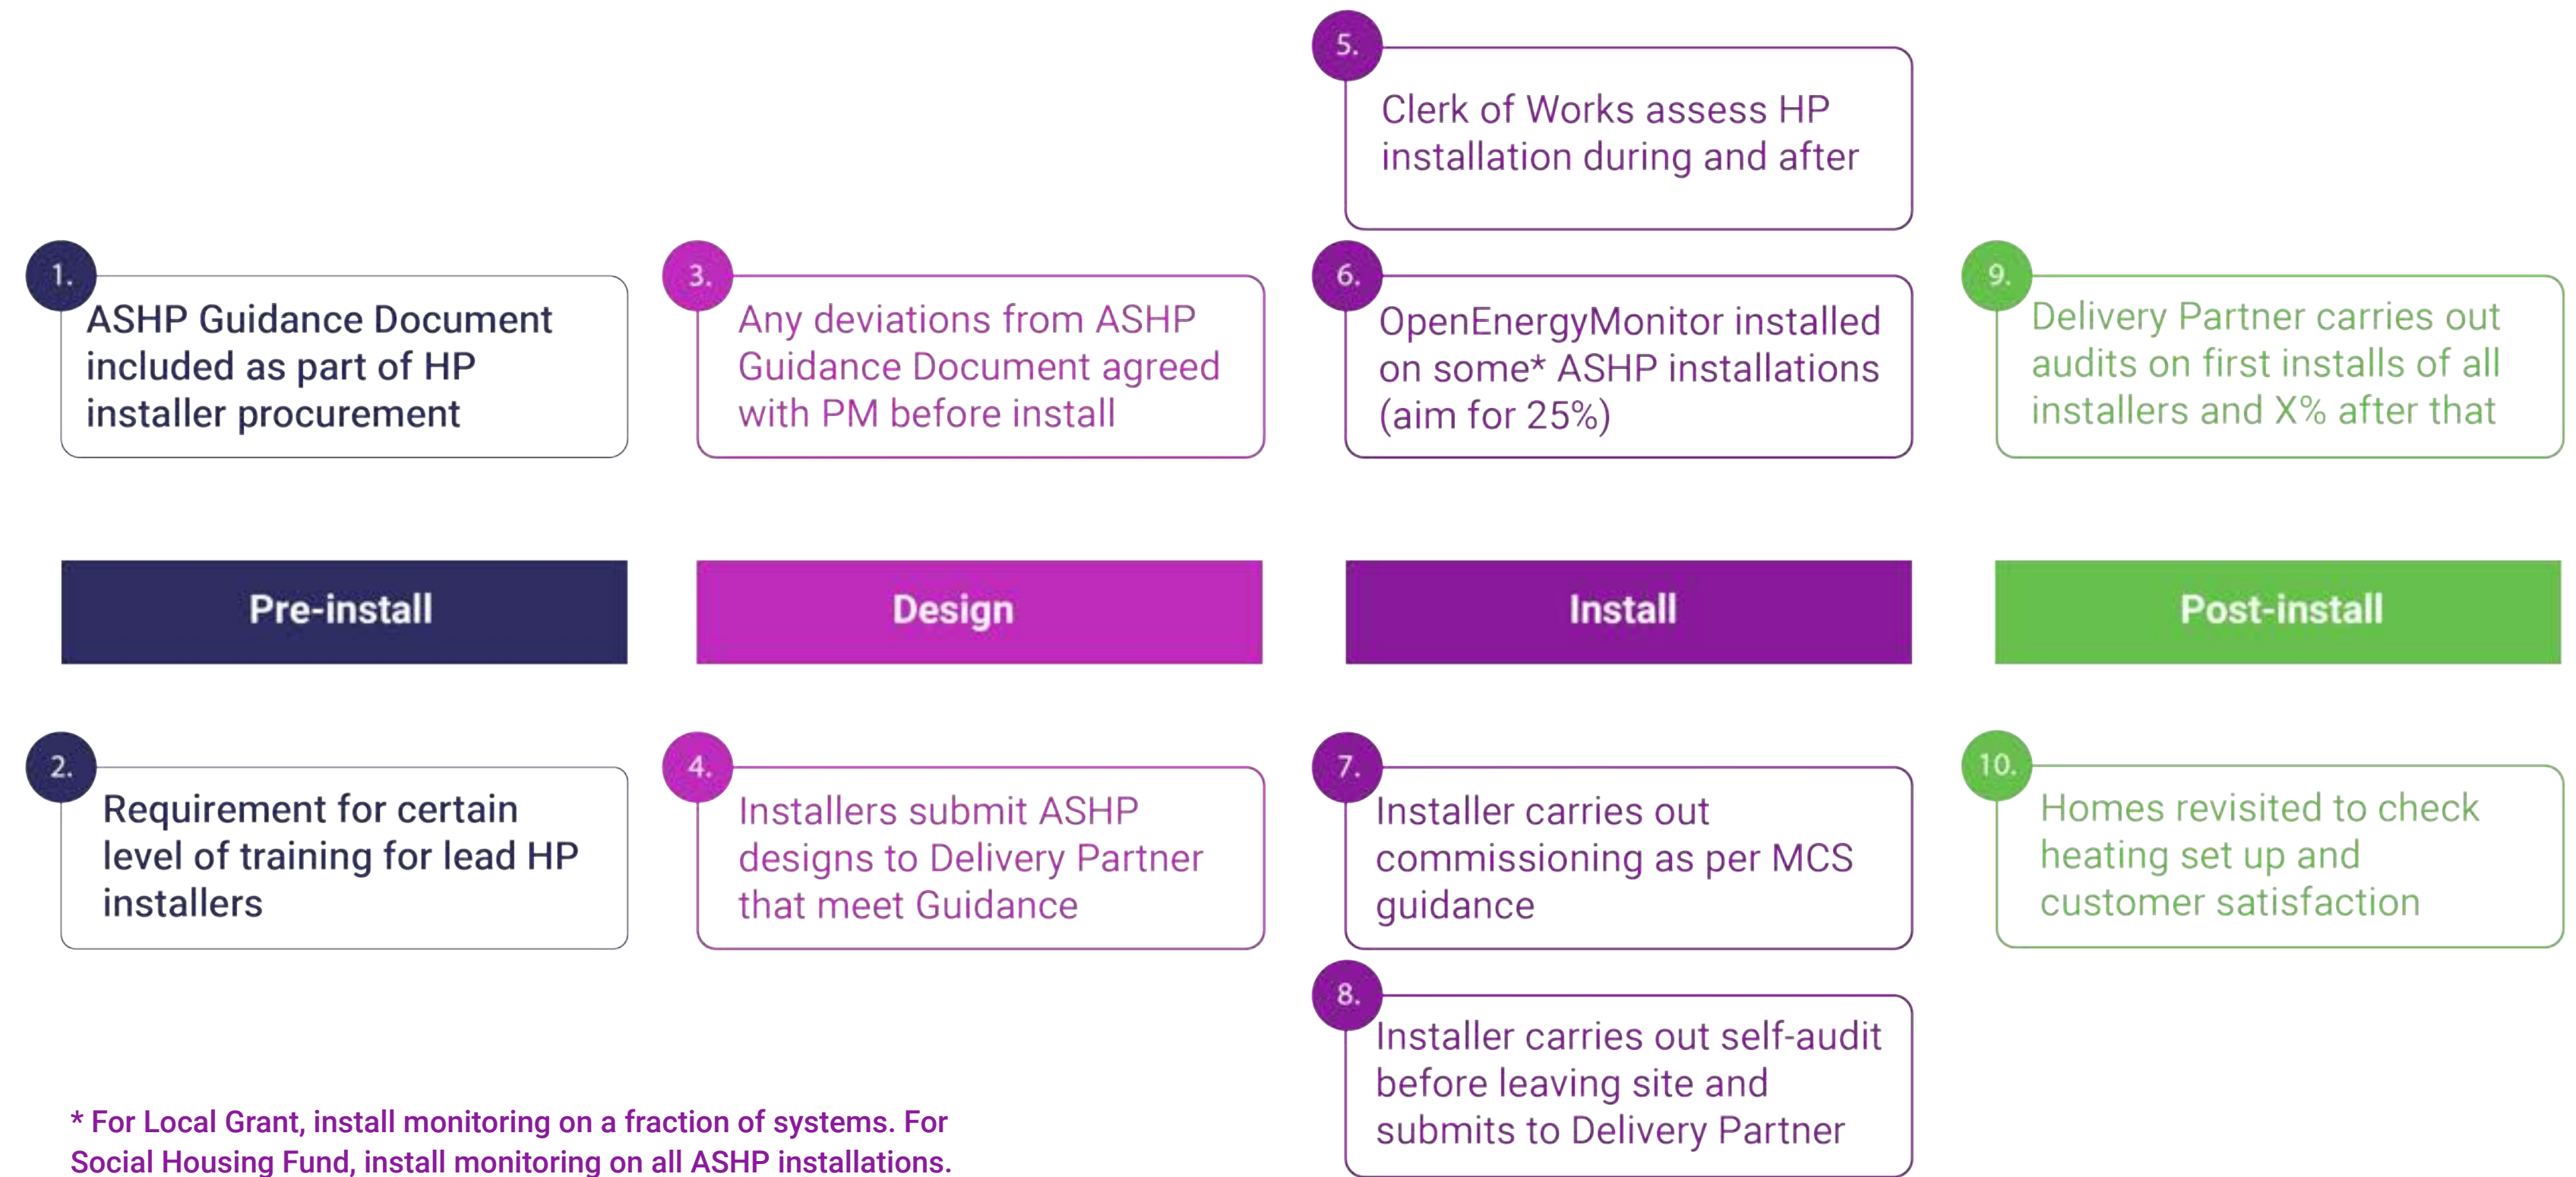 1.
ASHP Guidance Document
included as part of HP
installer procurement
Pre-install
2.
Requirement for certain
level of training for lead HP
installers
3.
Any deviations from ASHP
Guidance Document agreed
with PM before install
Design
4.
Installers submit ASHP
designs to Delivery Partner
that meet Guidance
5.
Clerk of Works assess HP
installation during and after
6.
OpenEnergyMonitor installed
on some* ASHP installations
(aim for 25%)
Install
7.
Installer carries out
commissioning as per MCS
guidance
8.
Installer carries out self-audit
before leaving site and
submits to Delivery Partner
9.
Delivery Partner carries out
audits on first installs of all
installers and X% after that
Post-install
10.
Homes revisited to check
heating set up and
customer satisfaction
* For Local Grant, install monitoring on a fraction of systems. For
Social Housing Fund, install monitoring on all ASHP installations.